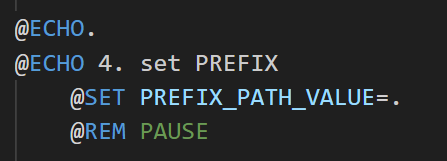 @ECHO.
@ECHO 4. set PREFIX
@SET PREFIX_PATH_VALUE=.
@REM PAUSE